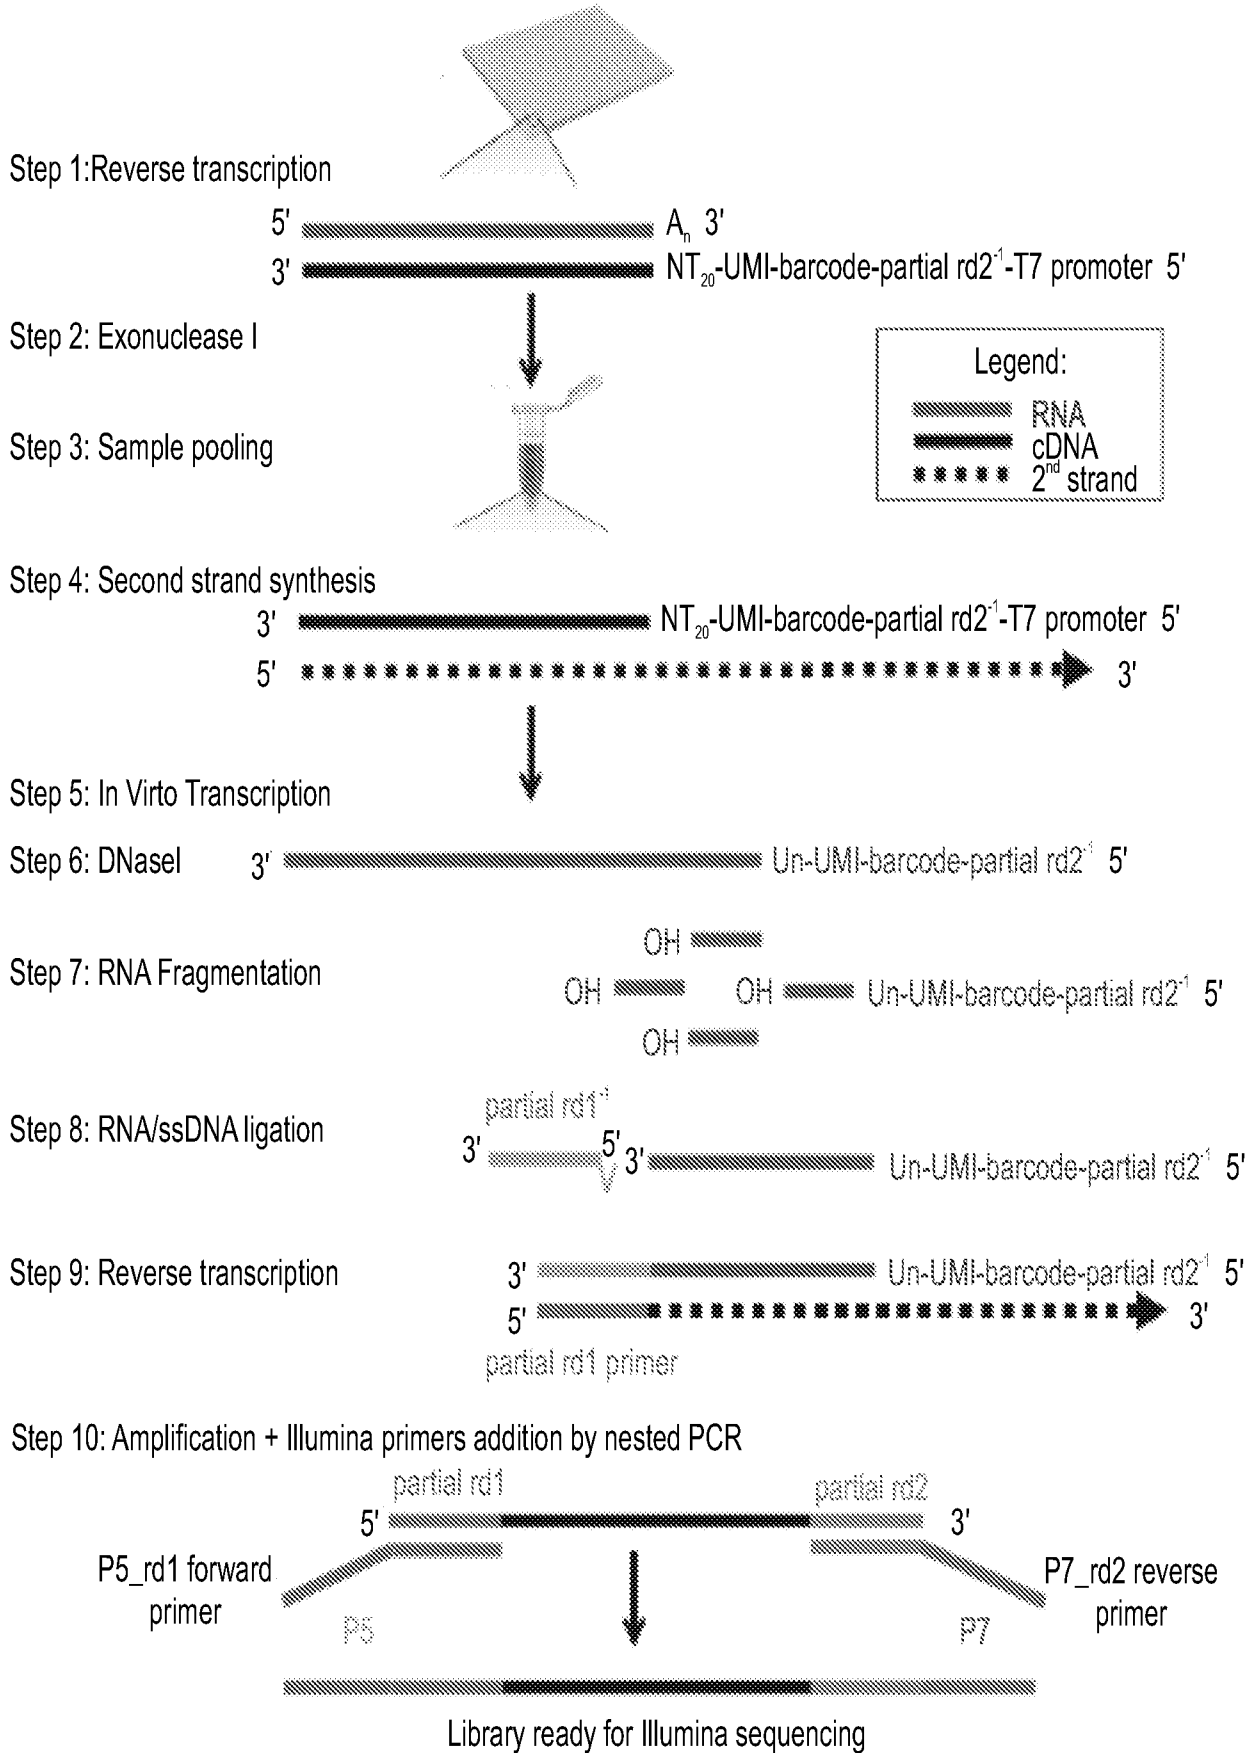 Step 1:Reverse transcription
5' Aₙ 3'
3' NT₂₀-UMI-barcode-partial rd2⁻¹-T7 promoter 5'
Step 2: Exonuclease I
Legend:
RNA
cDNA
2ⁿᵈ strand
Step 3: Sample pooling
Step 4: Second strand synthesis
3' NT₂₀-UMI-barcode-partial rd2⁻¹-T7 promoter 5'
5' 3'
Step 5: In Virto Transcription
Step 6: DNaseI 3' Un-UMI-barcode-partial rd2⁻¹ 5'
OH
Step 7: RNA Fragmentation
OH OH Un-UMI-barcode-partial rd2⁻¹ 5'
OH
partial rd1⁻¹
Step 8: RNA/ssDNA ligation
3' 5' 3' Un-UMI-barcode-partial rd2⁻¹ 5'
Step 9: Reverse transcription 3' Un-UMI-barcode-partial rd2⁻¹ 5'
5' 3'
partial rd1 primer
Step 10: Amplification + Illumina primers addition by nested PCR
partial rd1 partial rd2
5' 3'
P5_rd1 forward
primer
P7_rd2 reverse
primer
P5 P7
Library ready for Illumina sequencing